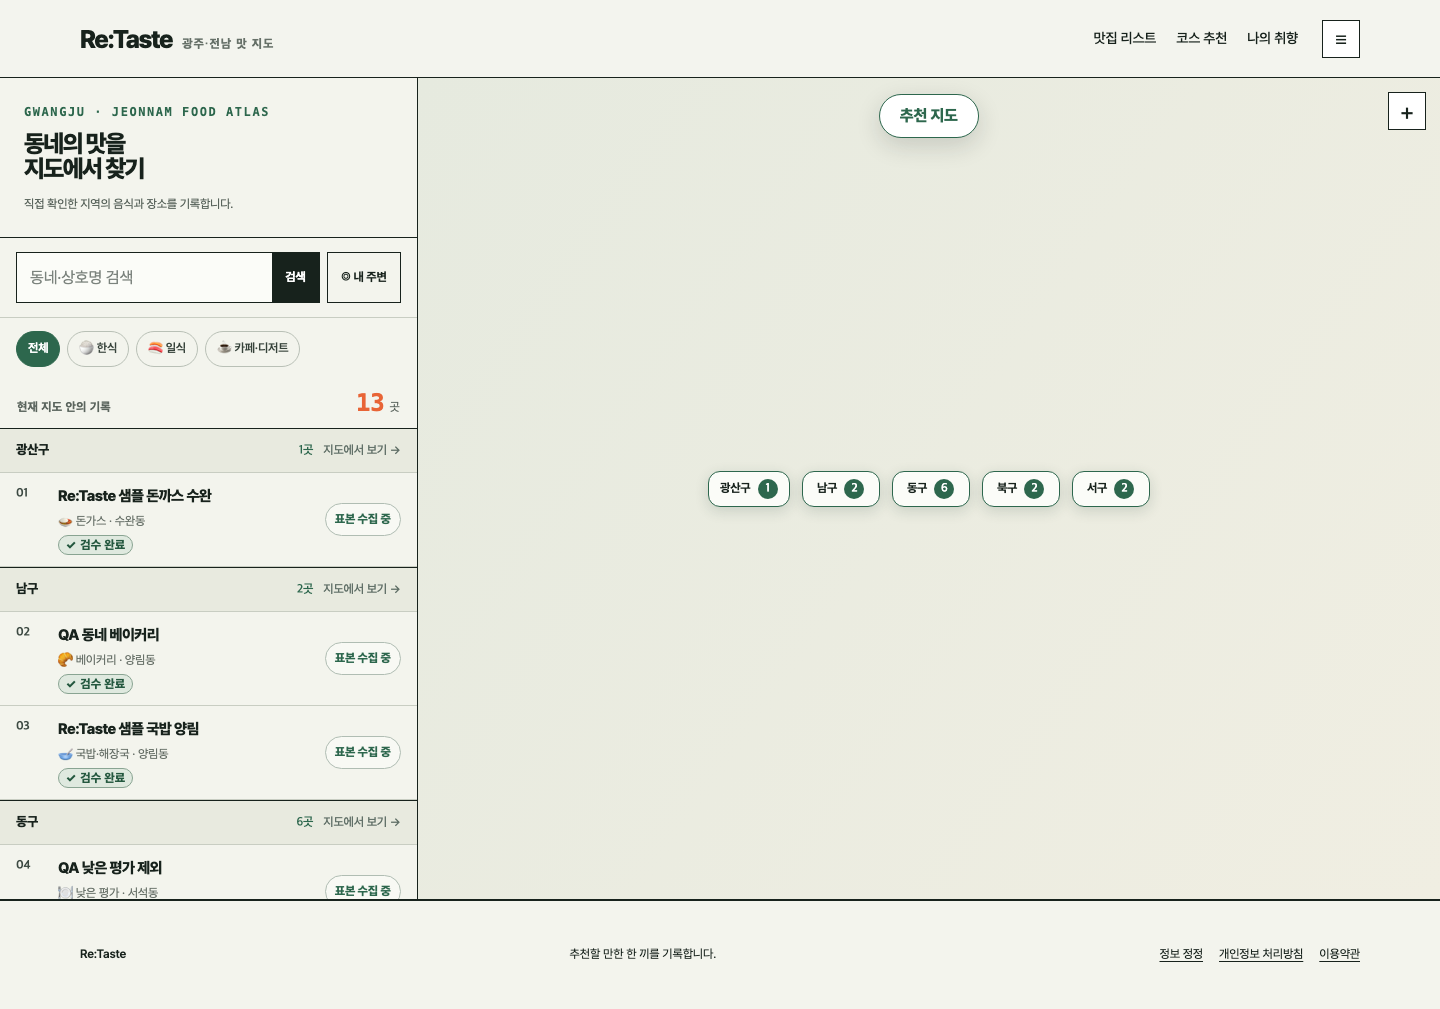 Re:Taste 광주·전남 맛 지도
맛집 리스트 코스 추천 나의 취향
GWANGJU · JEONNAM FOOD ATLAS
동네의 맛을
지도에서 찾기
직접 확인한 지역의 음식과 장소를 기록합니다.
동네·상호명 검색 검색 ◎ 내 주변
전체 한식 일식 카페·디저트
현재 지도 안의 기록 13 곳
광산구 1곳 지도에서 보기 →
01 Re:Taste 샘플 돈까스 수완
돈가스 · 수완동
✓ 검수 완료
표본 수집 중
남구 2곳 지도에서 보기 →
02 QA 동네 베이커리
베이커리 · 양림동
✓ 검수 완료
표본 수집 중
03 Re:Taste 샘플 국밥 양림
국밥·해장국 · 양림동
✓ 검수 완료
표본 수집 중
동구 6곳 지도에서 보기 →
04 QA 낮은 평가 제외
낮은 평가 · 서석동
표본 수집 중
추천 지도
+
광산구 1 남구 2 동구 6 북구 2 서구 2
Re:Taste
추천할 만한 한 끼를 기록합니다.
정보 정정 개인정보 처리방침 이용약관